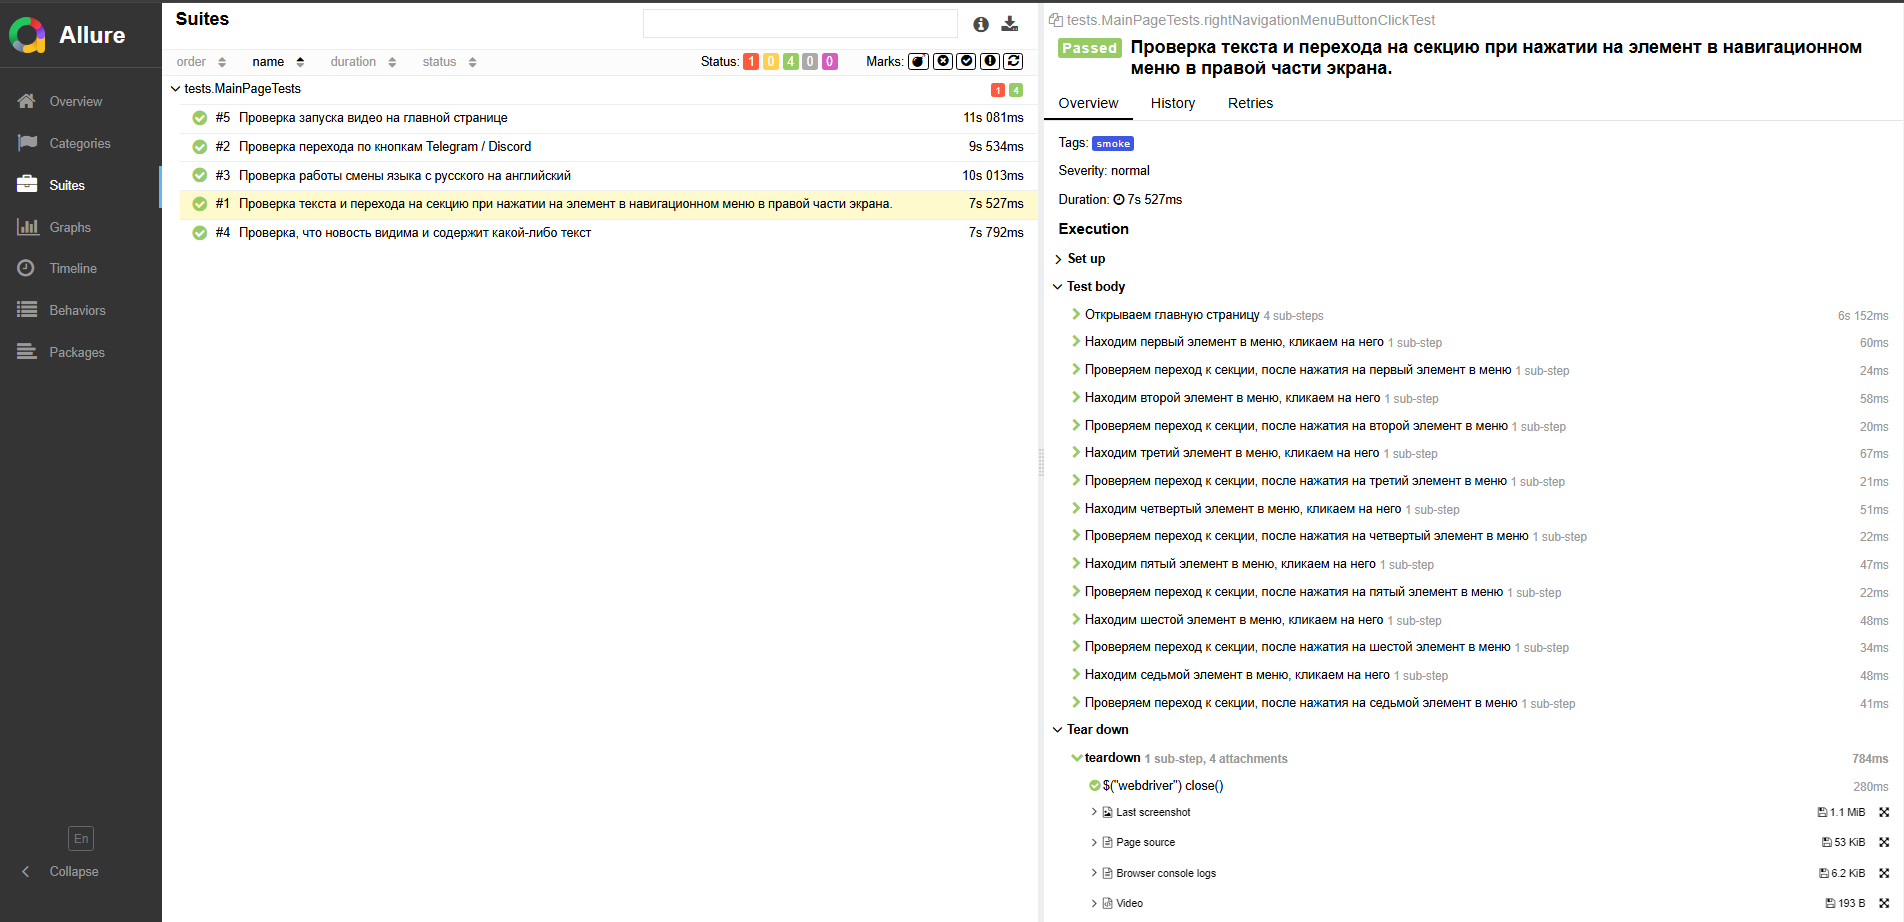 Allure
Overview
Categories
Suites
Graphs
Timeline
Behaviors
Packages
En
Collapse
Suites
order name duration status Status: 1 0 4 0 0 Marks:
tests.MainPageTests 1 4
#5 Проверка запуска видео на главной странице 11s 081ms
#2 Проверка перехода по кнопкам Telegram / Discord 9s 534ms
#3 Проверка работы смены языка с русского на английский 10s 013ms
#1 Проверка текста и перехода на секцию при нажатии на элемент в навигационном меню в правой части экрана. 7s 527ms
#4 Проверка, что новость видима и содержит какой-либо текст 7s 792ms
tests.MainPageTests.rightNavigationMenuButtonClickTest
Passed Проверка текста и перехода на секцию при нажатии на элемент в навигационном
меню в правой части экрана.
Overview History Retries
Tags: smoke
Severity: normal
Duration: 7s 527ms
Execution
Set up
Test body
Открываем главную страницу 4 sub-steps 6s 152ms
Находим первый элемент в меню, кликаем на него 1 sub-step 60ms
Проверяем переход к секции, после нажатия на первый элемент в меню 1 sub-step 24ms
Находим второй элемент в меню, кликаем на него 1 sub-step 58ms
Проверяем переход к секции, после нажатия на второй элемент в меню 1 sub-step 20ms
Находим третий элемент в меню, кликаем на него 1 sub-step 67ms
Проверяем переход к секции, после нажатия на третий элемент в меню 1 sub-step 21ms
Находим четвертый элемент в меню, кликаем на него 1 sub-step 51ms
Проверяем переход к секции, после нажатия на четвертый элемент в меню 1 sub-step 22ms
Находим пятый элемент в меню, кликаем на него 1 sub-step 47ms
Проверяем переход к секции, после нажатия на пятый элемент в меню 1 sub-step 22ms
Находим шестой элемент в меню, кликаем на него 1 sub-step 48ms
Проверяем переход к секции, после нажатия на шестой элемент в меню 1 sub-step 34ms
Находим седьмой элемент в меню, кликаем на него 1 sub-step 48ms
Проверяем переход к секции, после нажатия на седьмой элемент в меню 1 sub-step 41ms
Tear down
teardown 1 sub-step, 4 attachments 784ms
$("webdriver") close() 280ms
Last screenshot 1.1 MiB
Page source 53 KiB
Browser console logs 6.2 KiB
Video 193 B